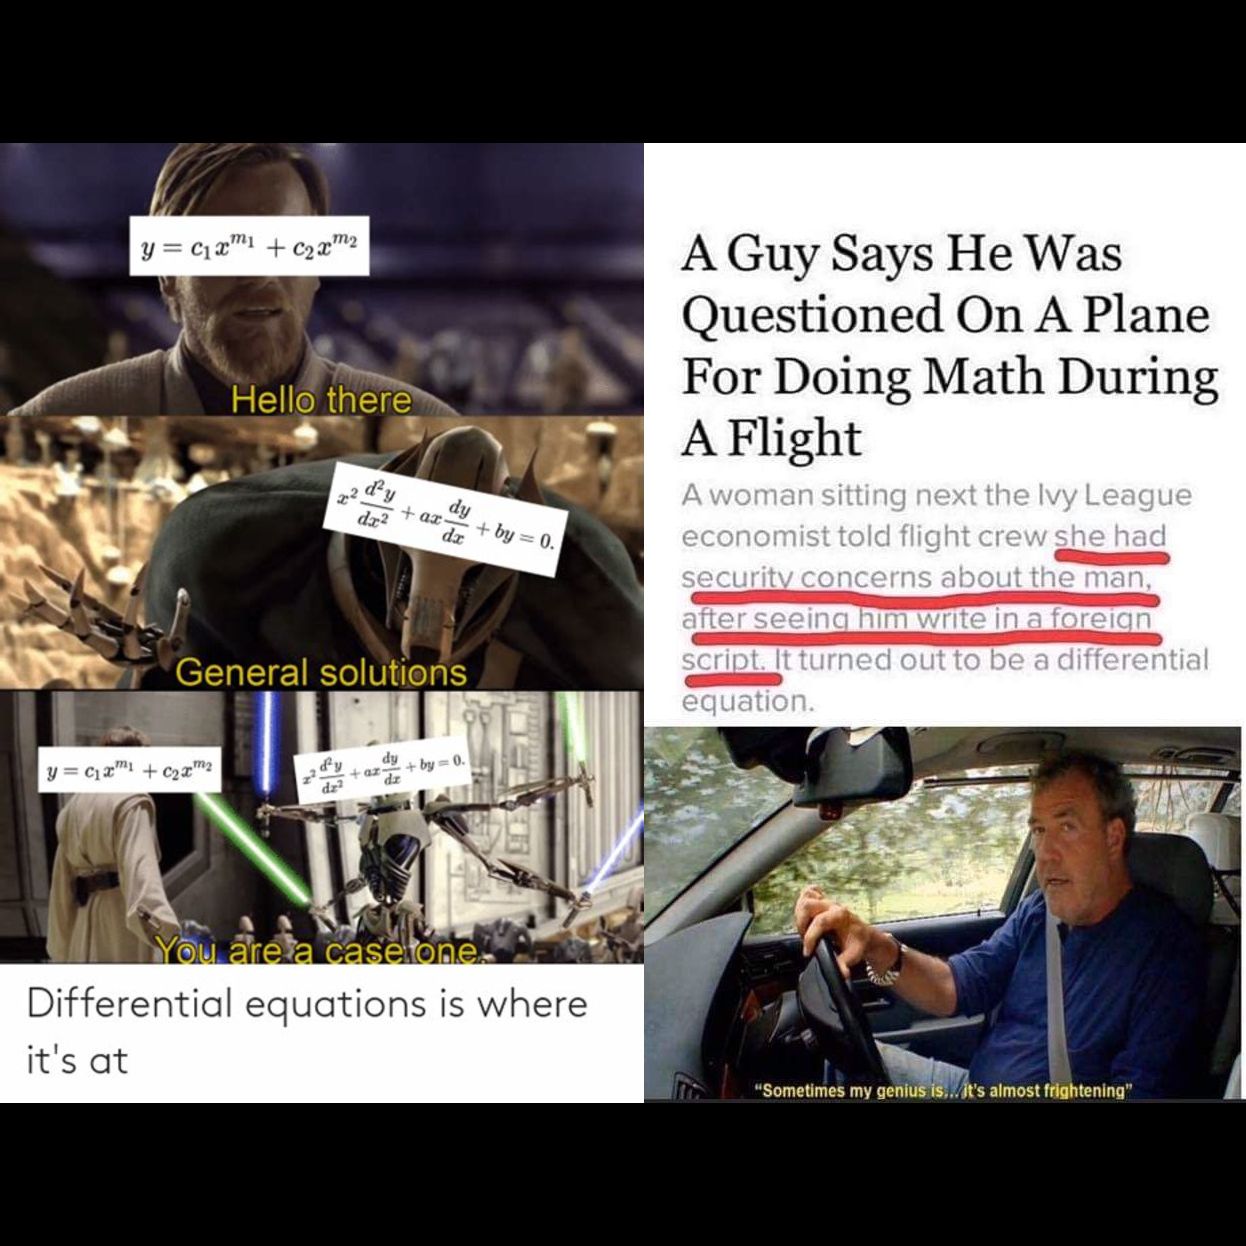 y = c₁x^m₁ + c₂x^m₂
Hello there
x² d²y/dx² + ax dy/dx + by = 0.
General solutions
y = c₁x^m₁ + c₂x^m₂
x² d²y/dx² + ax dy/dx + by = 0.
You are a case one.
Differential equations is where
it's at
A Guy Says He Was
Questioned On A Plane
For Doing Math During
A Flight
A woman sitting next the Ivy League
economist told flight crew she had
security concerns about the man,
after seeing him write in a foreign
script. It turned out to be a differential
equation.
"Sometimes my genius is... it's almost frightening"